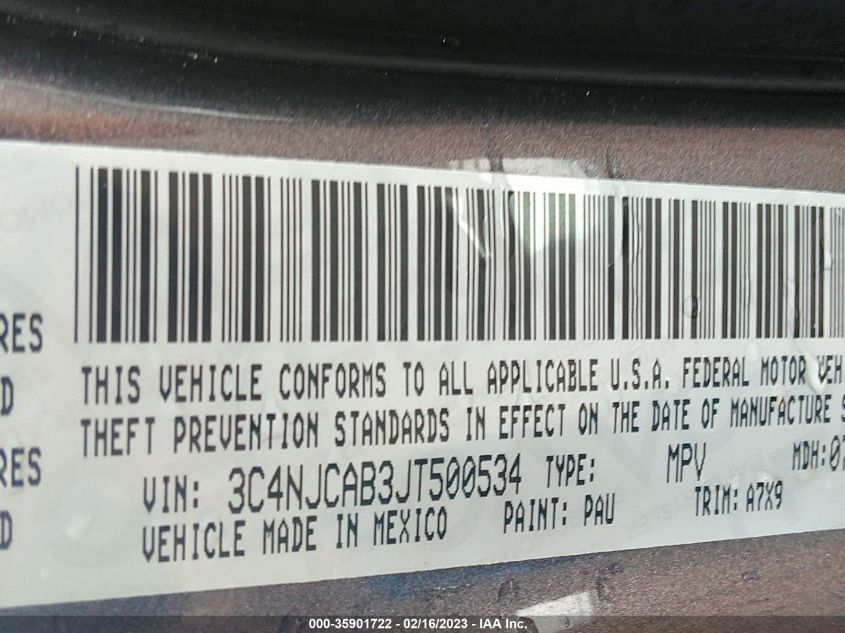 RES
D
RES
D
THIS VEHICLE CONFORMS TO ALL APPLICABLE U.S.A. FEDERAL MOTOR VEH
THEFT PREVENTION STANDARDS IN EFFECT ON THE DATE OF MANUFACTURE S
VIN: 3C4NJCAB3JT500534 TYPE: MPV MDH:07
VEHICLE MADE IN MEXICO PAINT: PAU TRIM: A7X9
000-35901722 - 02/16/2023 - IAA Inc.